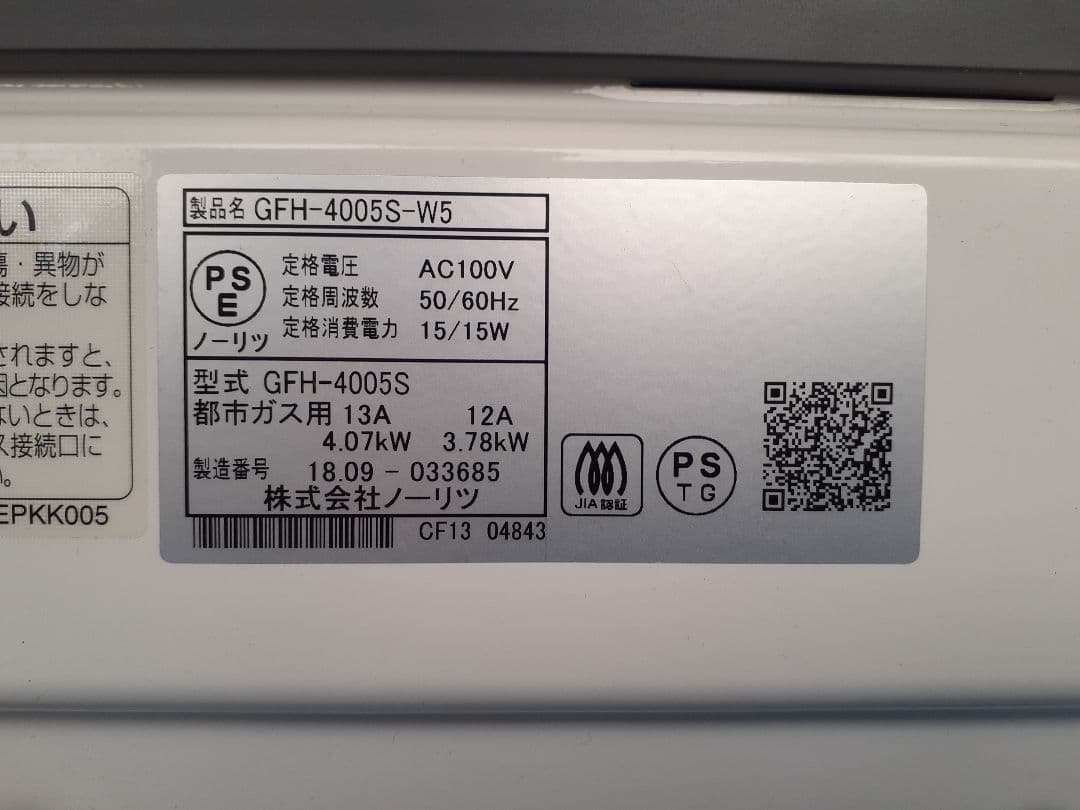 い
傷・異物が
接続をしな
されますと、
因となります。
ないときは、
ス接続口に
い。
EPKK005
製品名 GFH-4005S-W5
PS
E
ノーリツ
定格電圧 AC100V
定格周波数 50/60Hz
定格消費電力 15/15W
型式 GFH-4005S
都市ガス用 13A 12A
4.07kW 3.78kW
製造番号 18.09 - 033685
株式会社ノーリツ
CF13 04843
JIA 認証
PS
TG